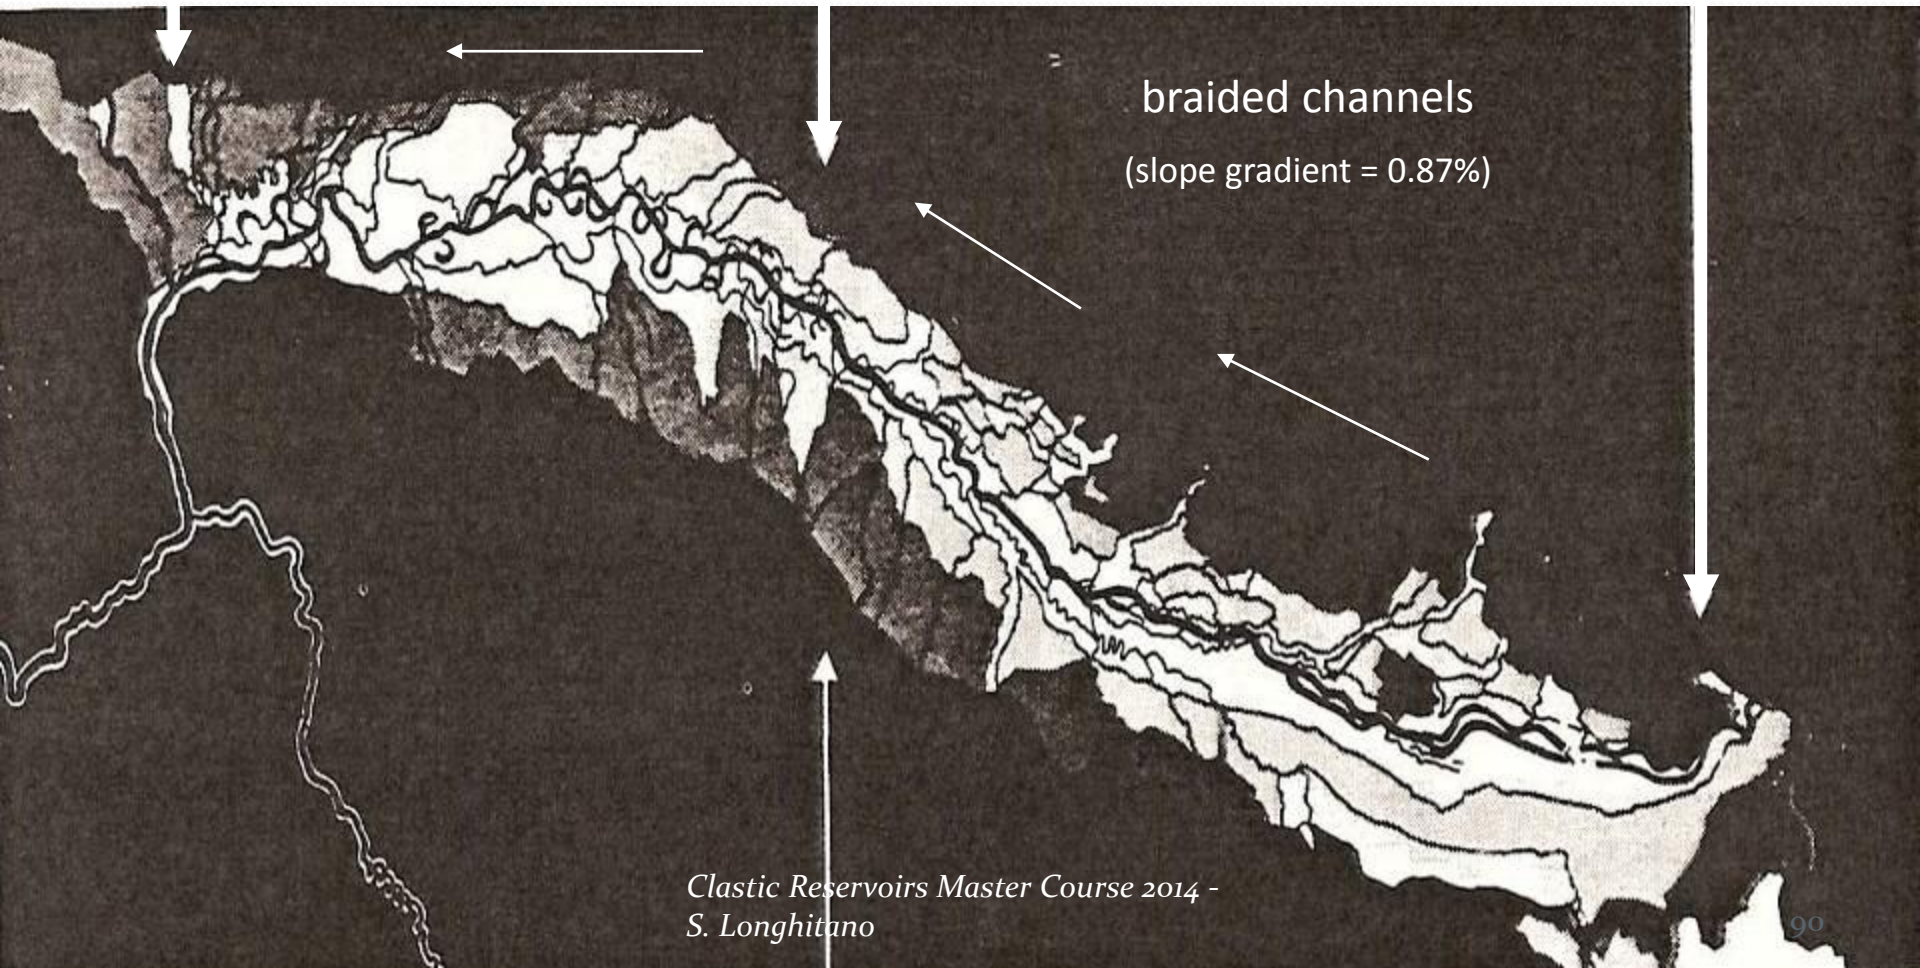 braided channels
(slope gradient = 0.87%)
Clastic Reservoirs Master Course 2014 -
S. Longhitano
90